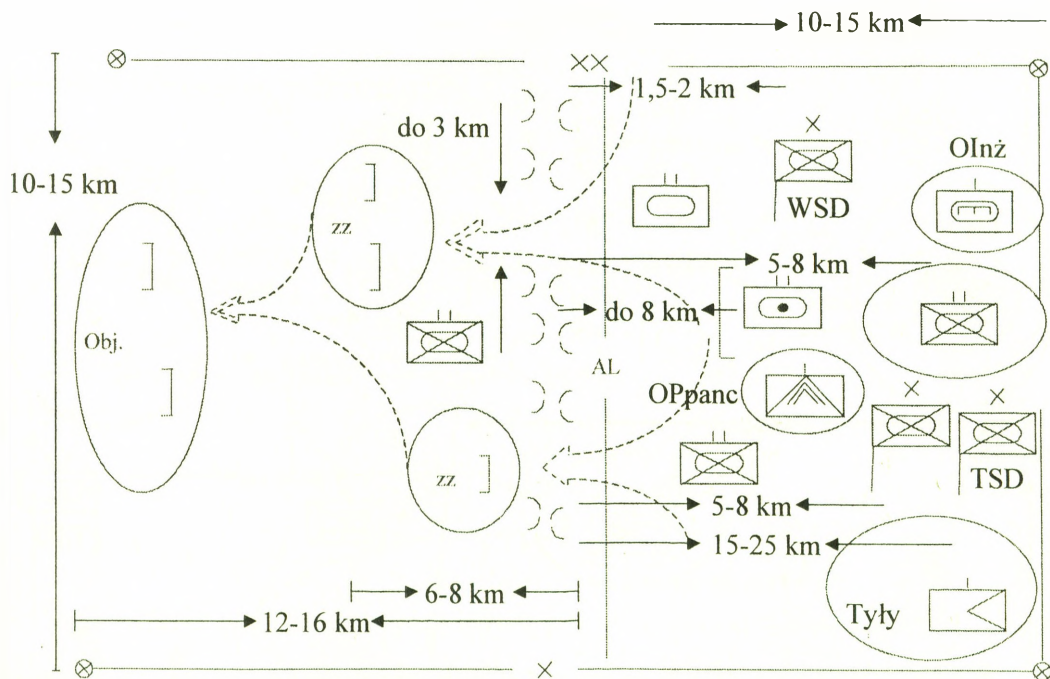 10-15 km
1,5-2 km
do 3 km
OInż
10-15 km
WSD
zz
5-8 km
do 8 km
Obj.
AL
OPpanc
zz
TSD
5-8 km
15-25 km
6-8 km
12-16 km
Tyły